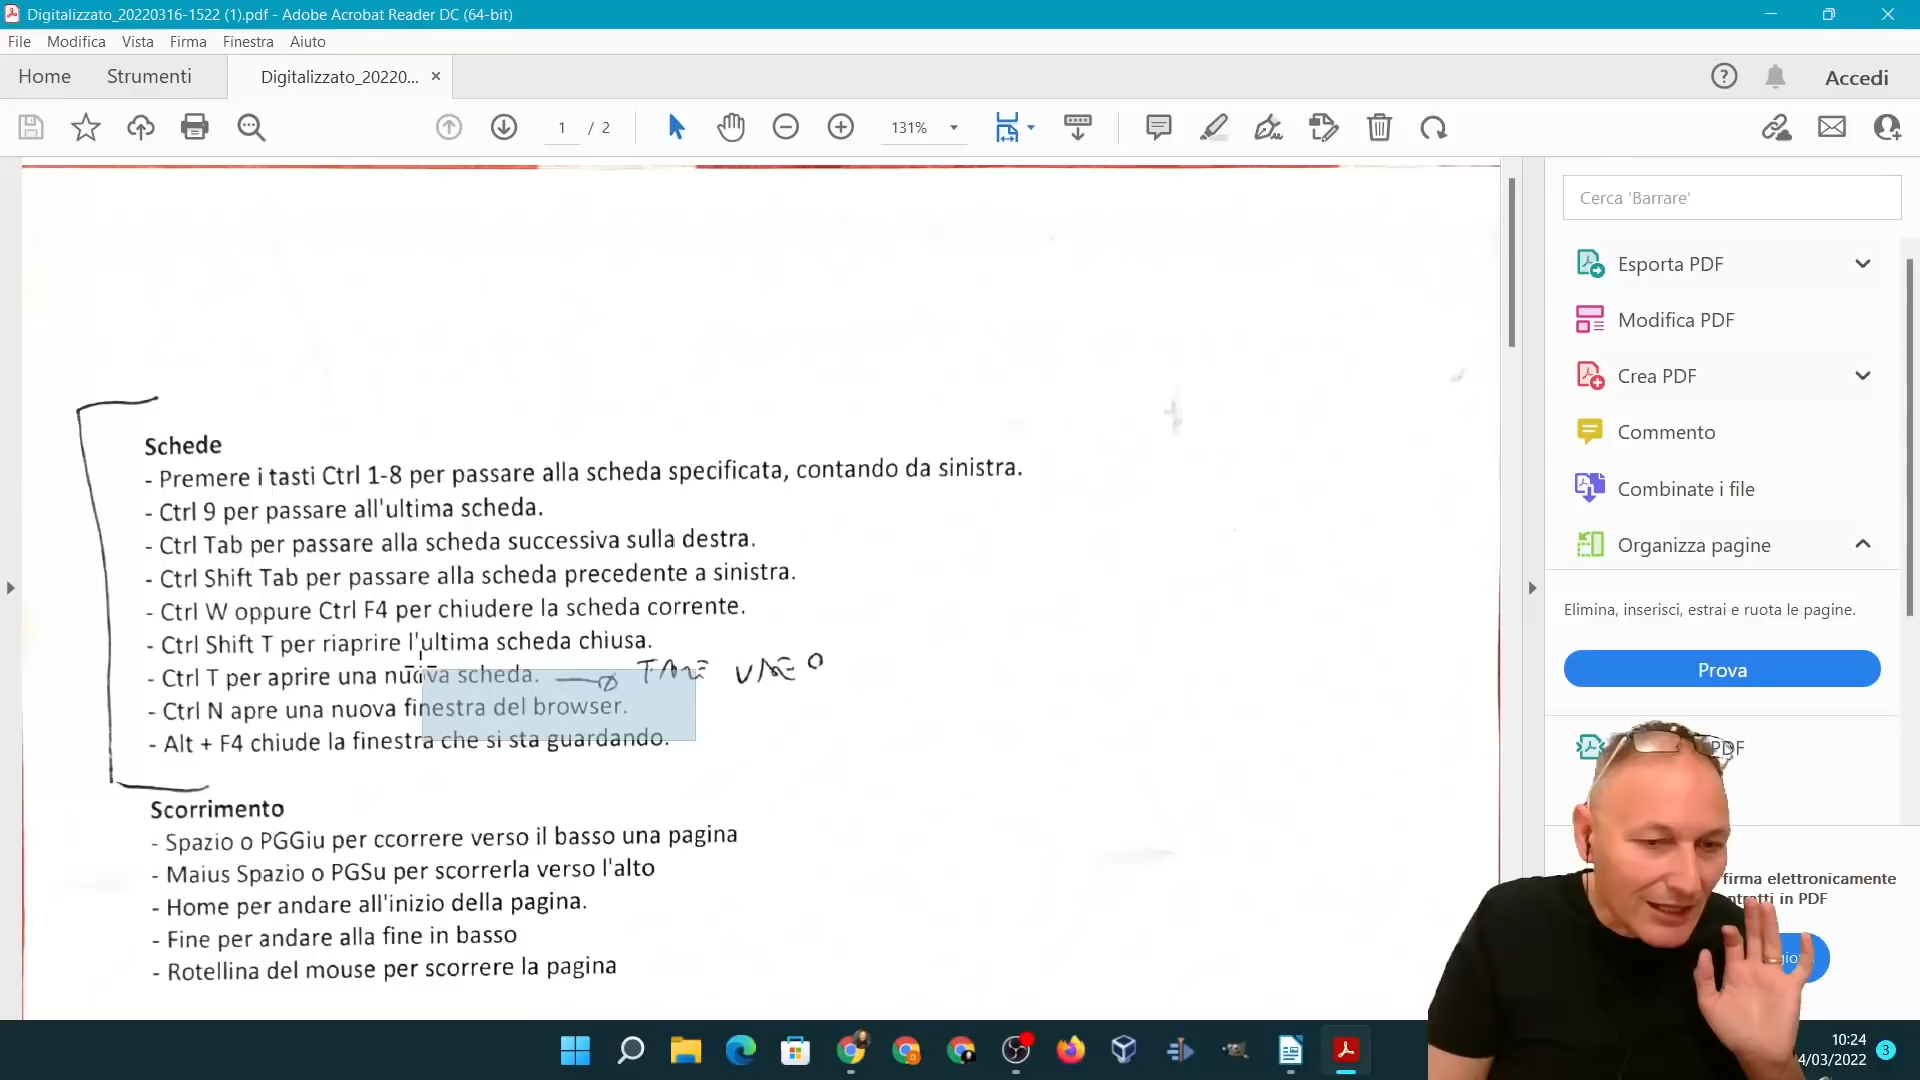 Digitalizzato_20220316-1522 (1).pdf - Adobe Acrobat Reader DC (64-bit)
File Modifica Vista Firma Finestra Aiuto
Home Strumenti Digitalizzato_20220... × Accedi
1 / 2 131%
Cerca 'Barrare'
Esporta PDF
Modifica PDF
Crea PDF
Commento
Combinate i file
Organizza pagine
Elimina, inserisci, estrai e ruota le pagine.
Prova
PDF
firma elettronicamente
in PDF
Schede
- Premere i tasti Ctrl 1-8 per passare alla scheda specificata, contando da sinistra.
- Ctrl 9 per passare all'ultima scheda.
- Ctrl Tab per passare alla scheda successiva sulla destra.
- Ctrl Shift Tab per passare alla scheda precedente a sinistra.
- Ctrl W oppure Ctrl F4 per chiudere la scheda corrente.
- Ctrl Shift T per riaprire l'ultima scheda chiusa.
- Ctrl T per aprire una nuova scheda.
- Ctrl N apre una nuova finestra del browser.
- Alt + F4 chiude la finestra che si sta guardando.
Scorrimento
- Spazio o PGGiu per ccorrere verso il basso una pagina
- Maius Spazio o PGSu per scorrerla verso l'alto
- Home per andare all'inizio della pagina.
- Fine per andare alla fine in basso
- Rotellina del mouse per scorrere la pagina
10:24
4/03/2022
3